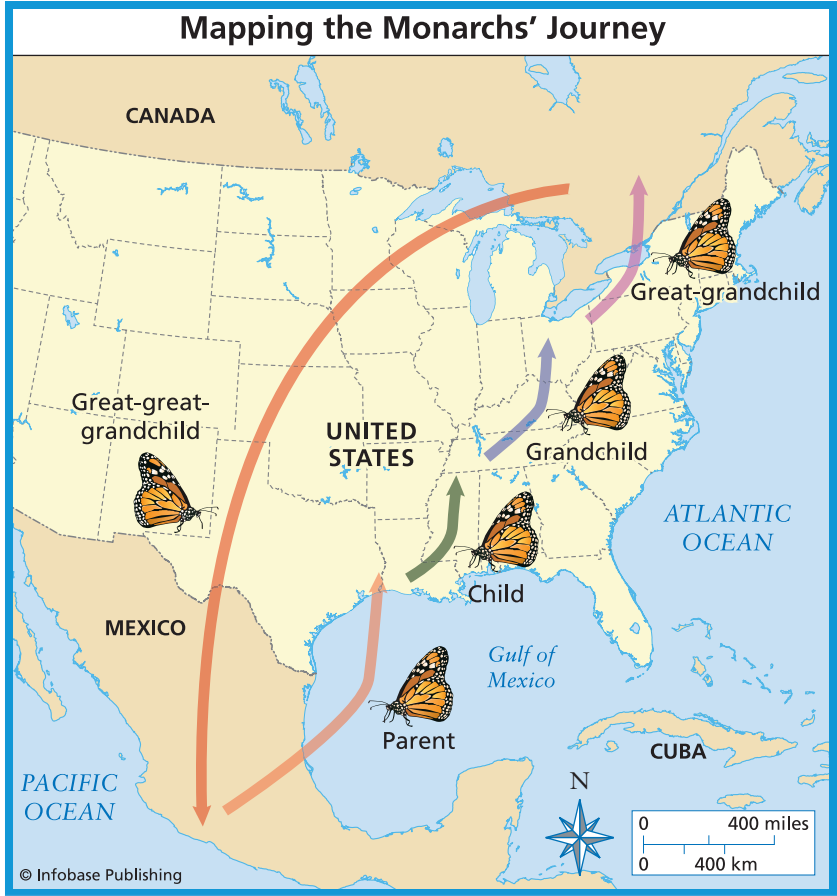 Mapping the Monarchs’ Journey
CANADA
Great-grandchild
Great-great-
grandchild
UNITED
STATES
Grandchild
ATLANTIC
OCEAN
Child
MEXICO
Gulf of
Mexico
Parent
CUBA
PACIFIC
OCEAN
N
0 400 miles
0 400 km
© Infobase Publishing